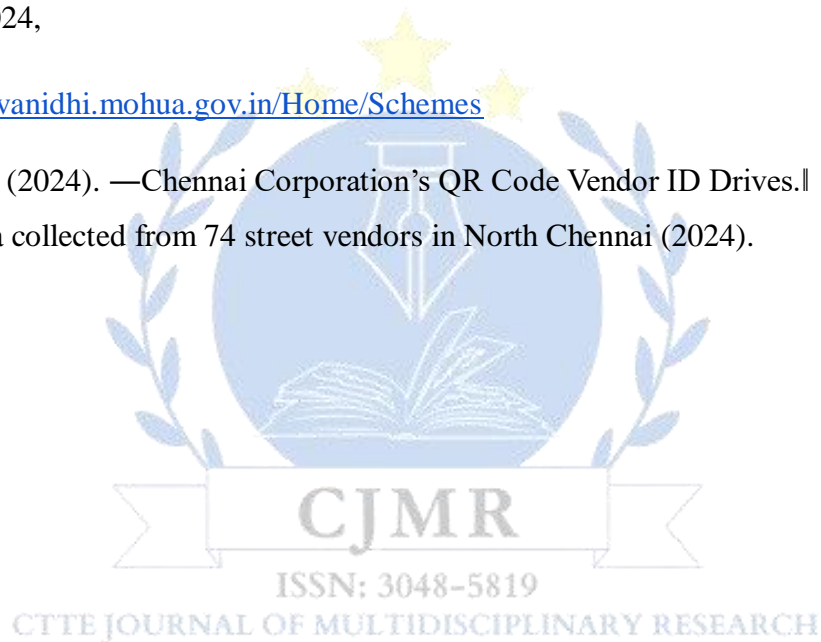 024,
vanidhi.mohua.gov.in/Home/Schemes
(2024). ―Chennai Corporation’s QR Code Vendor ID Drives.‖
a collected from 74 street vendors in North Chennai (2024).
CJMR
ISSN: 3048-5819
CTTE JOURNAL OF MULTIDISCIPLINARY RESEARCH